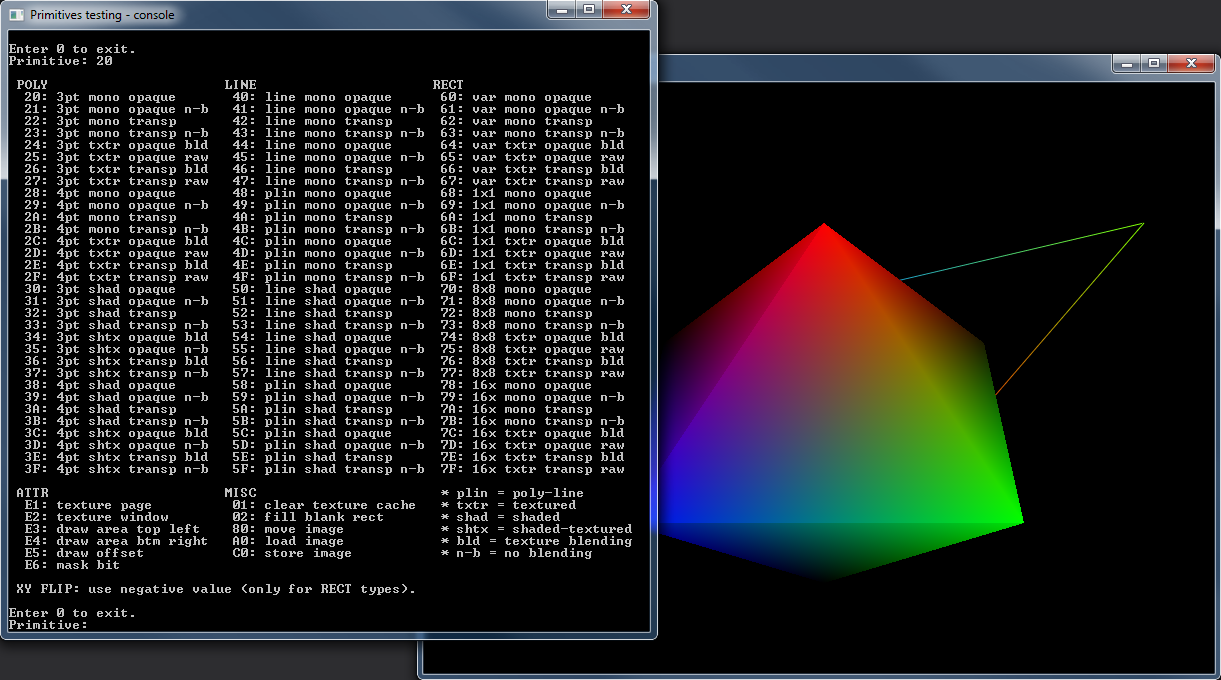 Primitives testing - console
Enter 0 to exit.
Primitive: 20
POLY LINE RECT
20: 3pt mono opaque 40: line mono opaque 60: var mono opaque
21: 3pt mono opaque n-b 41: line mono opaque n-b 61: var mono opaque n-b
22: 3pt mono transp 42: line mono transp 62: var mono transp
23: 3pt mono transp n-b 43: line mono transp n-b 63: var mono transp n-b
24: 3pt txtr opaque bld 44: line mono opaque 64: var txtr opaque bld
25: 3pt txtr opaque raw 45: line mono opaque n-b 65: var txtr opaque raw
26: 3pt txtr transp bld 46: line mono transp 66: var txtr transp bld
27: 3pt txtr transp raw 47: line mono transp n-b 67: var txtr transp raw
28: 4pt mono opaque 48: plin mono opaque 68: 1x1 mono opaque
29: 4pt mono opaque n-b 49: plin mono opaque n-b 69: 1x1 mono opaque n-b
2A: 4pt mono transp 4A: plin mono transp 6A: 1x1 mono transp
2B: 4pt mono transp n-b 4B: plin mono transp n-b 6B: 1x1 mono transp n-b
2C: 4pt txtr opaque bld 4C: plin mono opaque 6C: 1x1 txtr opaque bld
2D: 4pt txtr opaque raw 4D: plin mono opaque n-b 6D: 1x1 txtr opaque raw
2E: 4pt txtr transp bld 4E: plin mono transp 6E: 1x1 txtr transp bld
2F: 4pt txtr transp raw 4F: plin mono transp n-b 6F: 1x1 txtr transp raw
30: 3pt shad opaque 50: line shad opaque 70: 8x8 mono opaque
31: 3pt shad opaque n-b 51: line shad opaque n-b 71: 8x8 mono opaque n-b
32: 3pt shad transp 52: line shad transp 72: 8x8 mono transp
33: 3pt shad transp n-b 53: line shad transp n-b 73: 8x8 mono transp n-b
34: 3pt shtx opaque bld 54: line shad opaque 74: 8x8 txtr opaque bld
35: 3pt shtx opaque n-b 55: line shad opaque n-b 75: 8x8 txtr opaque raw
36: 3pt shtx transp bld 56: line shad transp 76: 8x8 txtr transp bld
37: 3pt shtx transp n-b 57: line shad transp n-b 77: 8x8 txtr transp raw
38: 4pt shad opaque 58: plin shad opaque 78: 16x mono opaque
39: 4pt shad opaque n-b 59: plin shad opaque n-b 79: 16x mono opaque n-b
3A: 4pt shad transp 5A: plin shad transp 7A: 16x mono transp
3B: 4pt shad transp n-b 5B: plin shad transp n-b 7B: 16x mono transp n-b
3C: 4pt shtx opaque bld 5C: plin shad opaque 7C: 16x txtr opaque bld
3D: 4pt shtx opaque n-b 5D: plin shad opaque n-b 7D: 16x txtr opaque raw
3E: 4pt shtx transp bld 5E: plin shad transp 7E: 16x txtr transp bld
3F: 4pt shtx transp n-b 5F: plin shad transp n-b 7F: 16x txtr transp raw
ATTR MISC * plin = poly-line
E1: texture page 01: clear texture cache * txtr = textured
E2: texture window 02: fill blank rect * shad = shaded
E3: draw area top left 80: move image * shtx = shaded-textured
E4: draw area btm right A0: load image * bld = texture blending
E5: draw offset C0: store image * n-b = no blending
E6: mask bit
XY FLIP: use negative value (only for RECT types).
Enter 0 to exit.
Primitive: